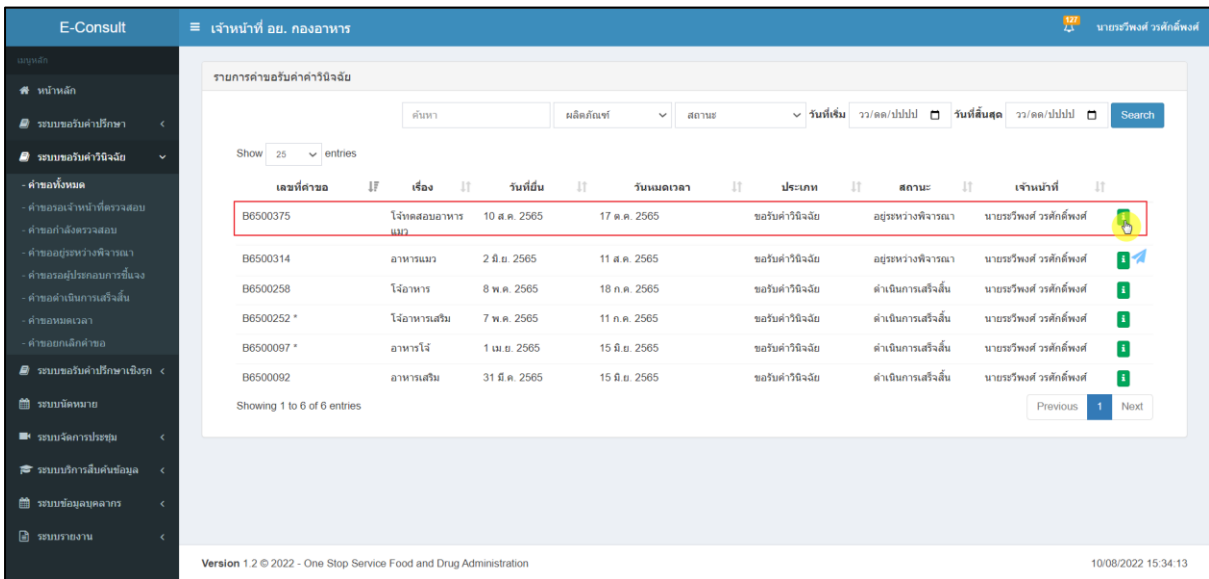 E-Consult
เจ้าหน้าที่ อย. กองอาหาร
127
นายระวีพงศ์ วรศักดิ์พงศ์
เมนูหลัก
หน้าหลัก
ระบบขอรับคำปรึกษา
ระบบขอรับคำวินิจฉัย
- คำขอทั้งหมด
- คำขอรอเจ้าหน้าที่ตรวจสอบ
- คำขอกำลังตรวจสอบ
- คำขออยู่ระหว่างพิจารณา
- คำขอรอผู้ประกอบการชี้แจง
- คำขอดำเนินการเสร็จสิ้น
- คำขอหมดเวลา
- คำขอยกเลิกคำขอ
ระบบขอรับคำปรึกษาเชิงรุก
ระบบนัดหมาย
ระบบจัดการประชุม
ระบบบริการสืบค้นข้อมูล
ระบบข้อมูลบุคลากร
ระบบรายงาน
รายการคำขอรับคำคำวินิจฉัย
ค้นหา ผลิตภัณฑ์ สถานะ วันที่เริ่ม วว/ดด/ปปปป วันที่สิ้นสุด วว/ดด/ปปปป Search
Show 25 entries
เลขที่คำขอ เรื่อง วันที่ยื่น วันหมดเวลา ประเภท สถานะ เจ้าหน้าที่
B6500375 โจ้ทดสอบอาหาร 10 ส.ค. 2565 17 ต.ค. 2565 ขอรับคำวินิจฉัย อยู่ระหว่างพิจารณา นายระวีพงศ์ วรศักดิ์พงศ์
แมว
B6500314 อาหารแมว 2 มิ.ย. 2565 11 ส.ค. 2565 ขอรับคำวินิจฉัย อยู่ระหว่างพิจารณา นายระวีพงศ์ วรศักดิ์พงศ์
B6500258 โจ้อาหาร 8 พ.ค. 2565 18 ก.ค. 2565 ขอรับคำวินิจฉัย ดำเนินการเสร็จสิ้น นายระวีพงศ์ วรศักดิ์พงศ์
B6500252 * โจ้อาหารเสริม 7 พ.ค. 2565 11 ก.ค. 2565 ขอรับคำวินิจฉัย ดำเนินการเสร็จสิ้น นายระวีพงศ์ วรศักดิ์พงศ์
B6500097 * อาหารโจ้ 1 เม.ย. 2565 15 มิ.ย. 2565 ขอรับคำวินิจฉัย ดำเนินการเสร็จสิ้น นายระวีพงศ์ วรศักดิ์พงศ์
B6500092 อาหารเสริม 31 มี.ค. 2565 15 มิ.ย. 2565 ขอรับคำวินิจฉัย ดำเนินการเสร็จสิ้น นายระวีพงศ์ วรศักดิ์พงศ์
Showing 1 to 6 of 6 entries
Previous 1 Next
Version 1.2 © 2022 - One Stop Service Food and Drug Administration
10/08/2022 15:34:13